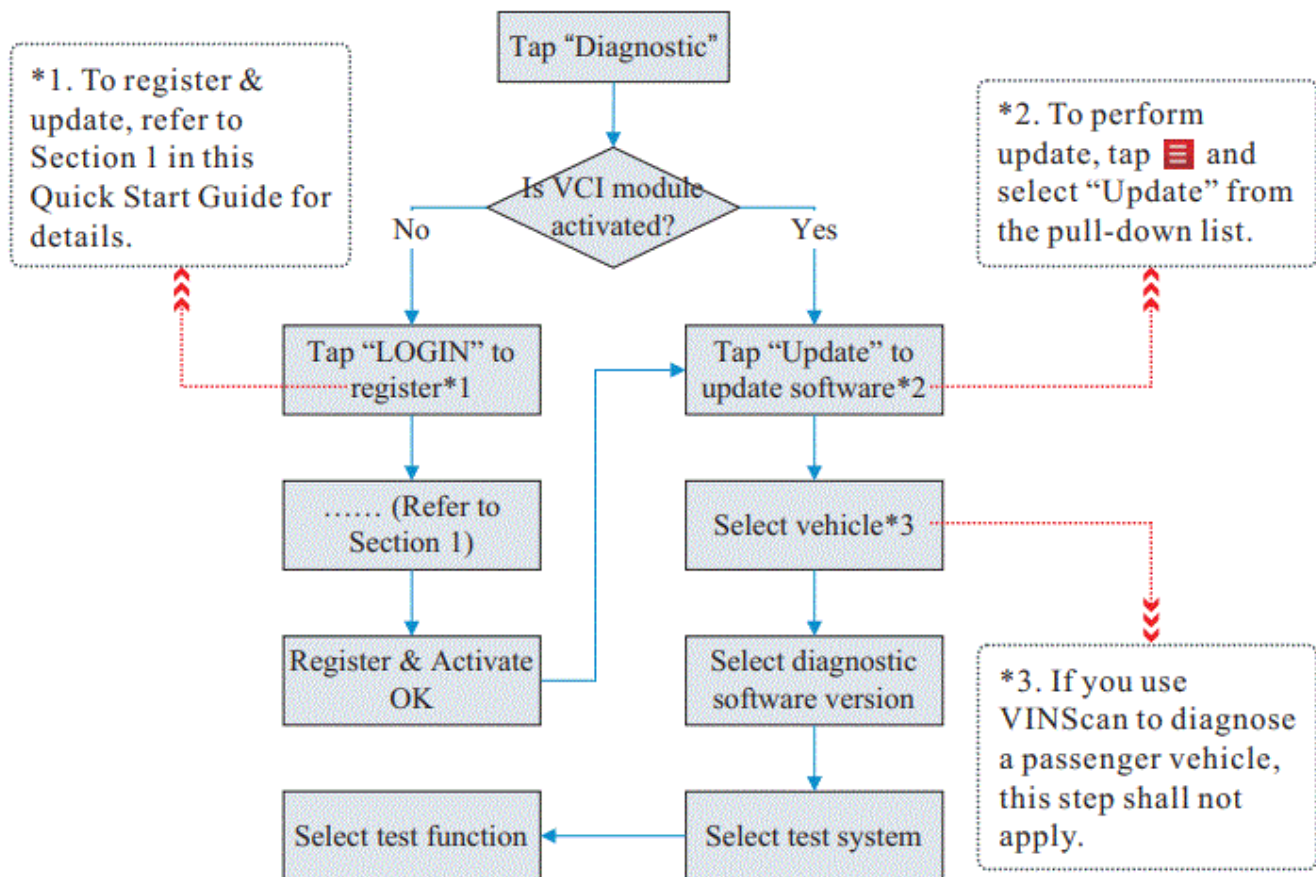 Tap “Diagnostic”
*1. To register &
update, refer to
Section 1 in this
Quick Start Guide for
details.
*2. To perform
update, tap and
select “Update” from
the pull-down list.
Is VCI module
activated?
No
Yes
Tap “LOGIN” to
register*1
Tap “Update” to
update software*2
...... (Refer to
Section 1)
Select vehicle*3
Register & Activate
OK
Select diagnostic
software version
*3. If you use
VINScan to diagnose
a passenger vehicle,
this step shall not
apply.
Select test function
Select test system